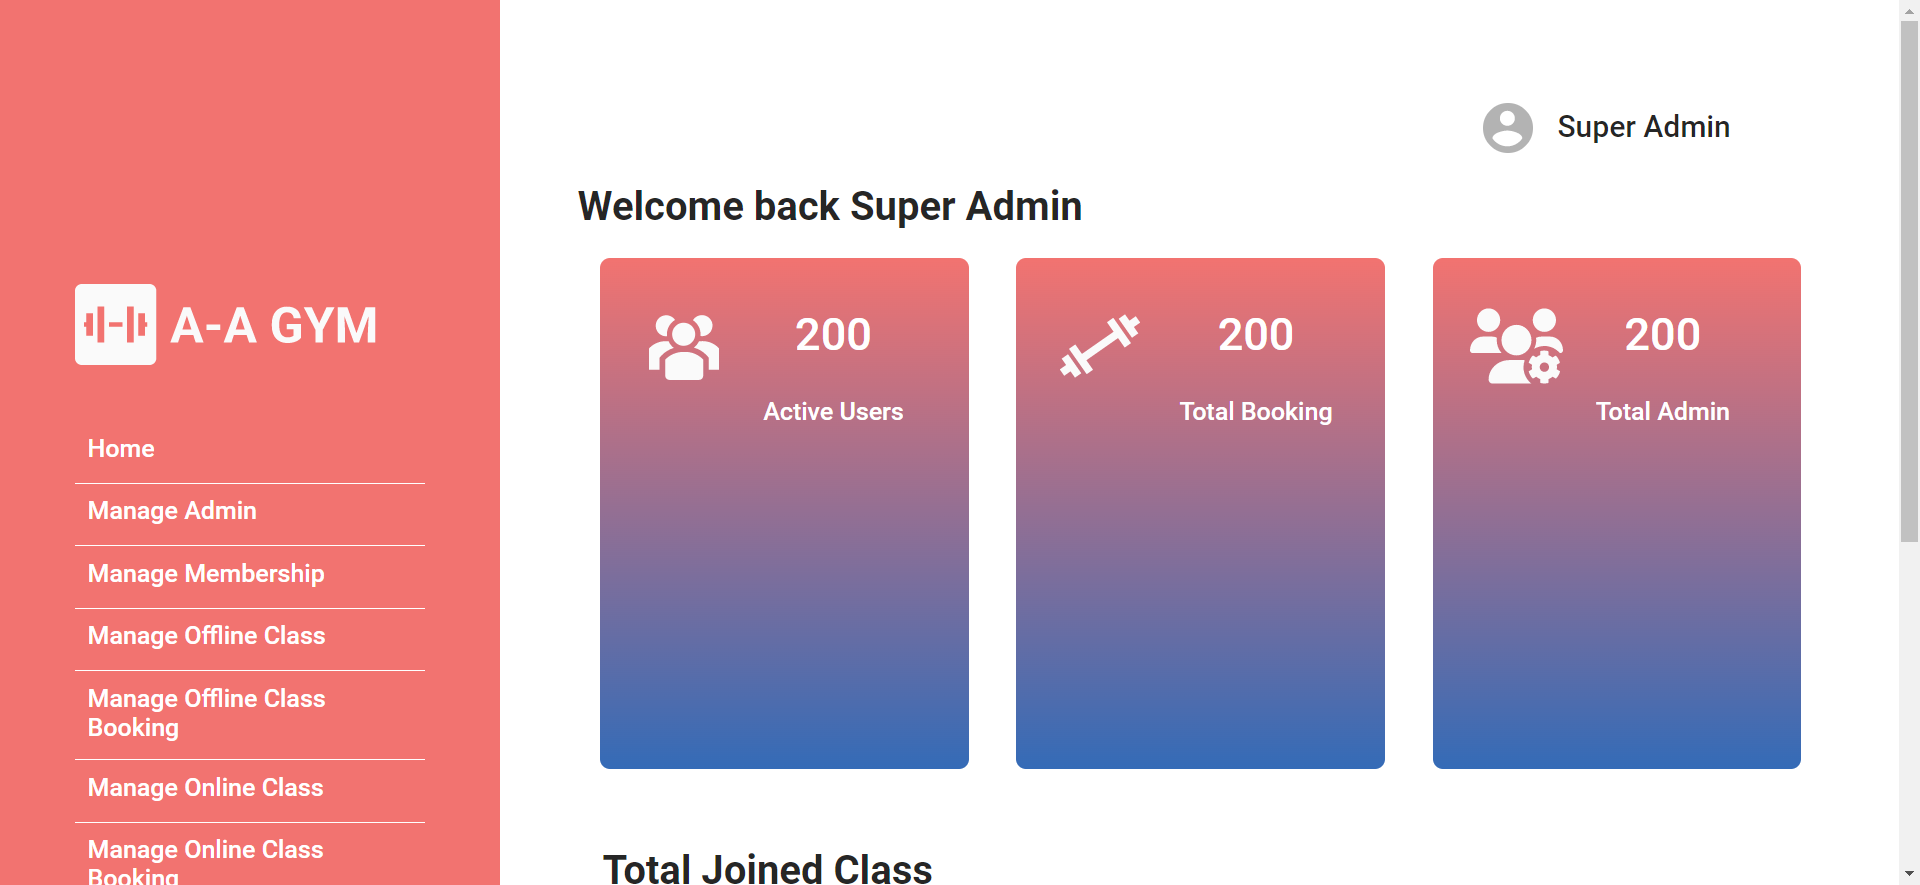 A-A GYM
Home
Manage Admin
Manage Membership
Manage Offline Class
Manage Offline Class
Booking
Manage Online Class
Manage Online Class
Booking
Super Admin
Welcome back Super Admin
200
Active Users
200
Total Booking
200
Total Admin
Total Joined Class